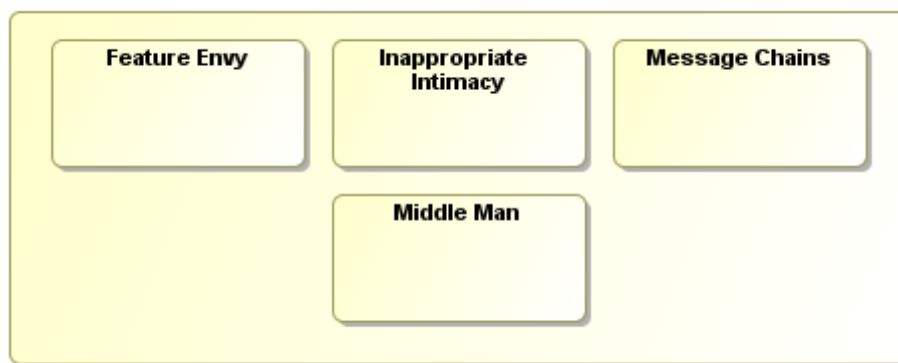 Feature Envy
Inappropriate
Intimacy
Message Chains
Middle Man